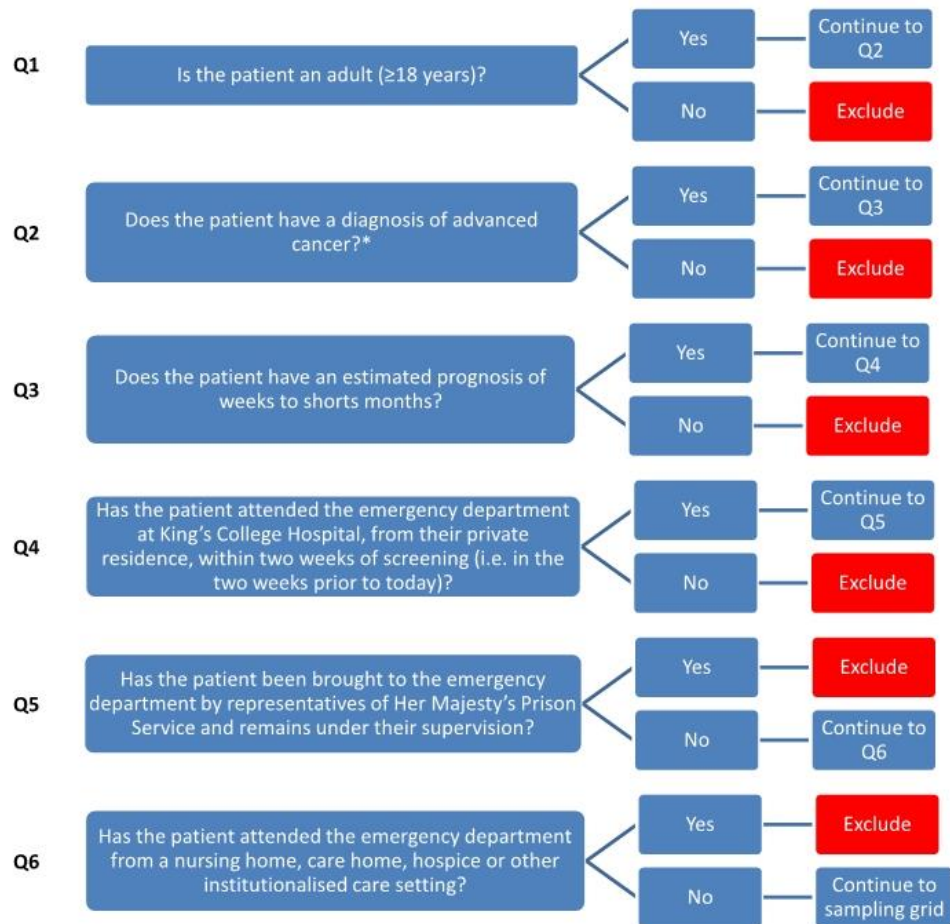 Q1
Is the patient an adult (≥18 years)?
Yes
Continue to
Q2
No
Exclude
Q2
Does the patient have a diagnosis of advanced
cancer?*
Yes
Continue to
Q3
No
Exclude
Q3
Does the patient have an estimated prognosis of
weeks to shorts months?
Yes
Continue to
Q4
No
Exclude
Q4
Has the patient attended the emergency department
at King's College Hospital, from their private
residence, within two weeks of screening (i.e. in the
two weeks prior to today)?
Yes
Continue to
Q5
No
Exclude
Q5
Has the patient been brought to the emergency
department by representatives of Her Majesty's Prison
Service and remains under their supervision?
Yes
Exclude
No
Continue to
Q6
Q6
Has the patient attended the emergency department
from a nursing home, care home, hospice or other
institutionalised care setting?
Yes
Exclude
No
Continue to
sampling grid